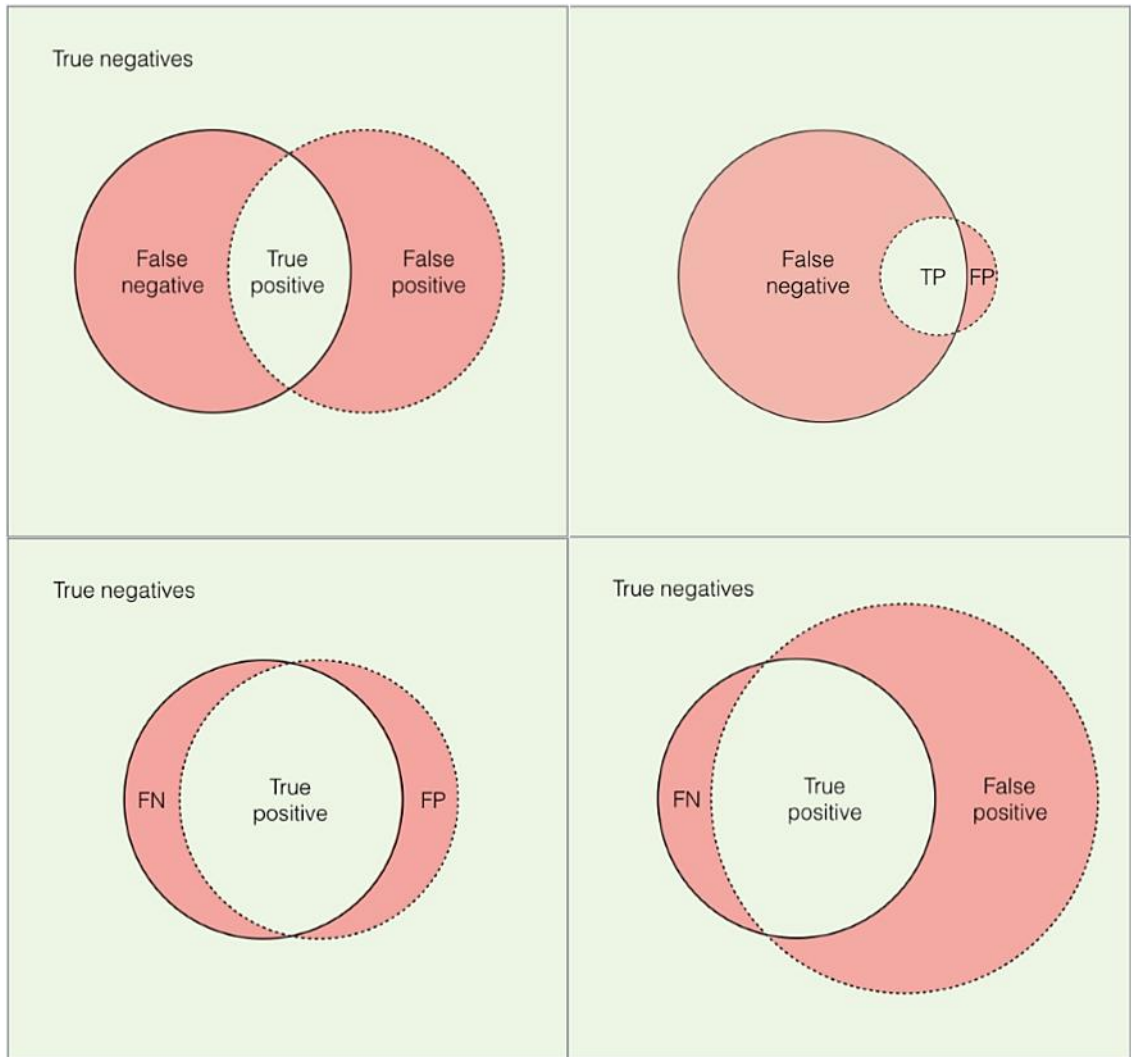 True negatives
False
negative
True
positive
False
positive
False
negative
TP
FP
True negatives
FN
True
positive
FP
True negatives
FN
True
positive
False
positive